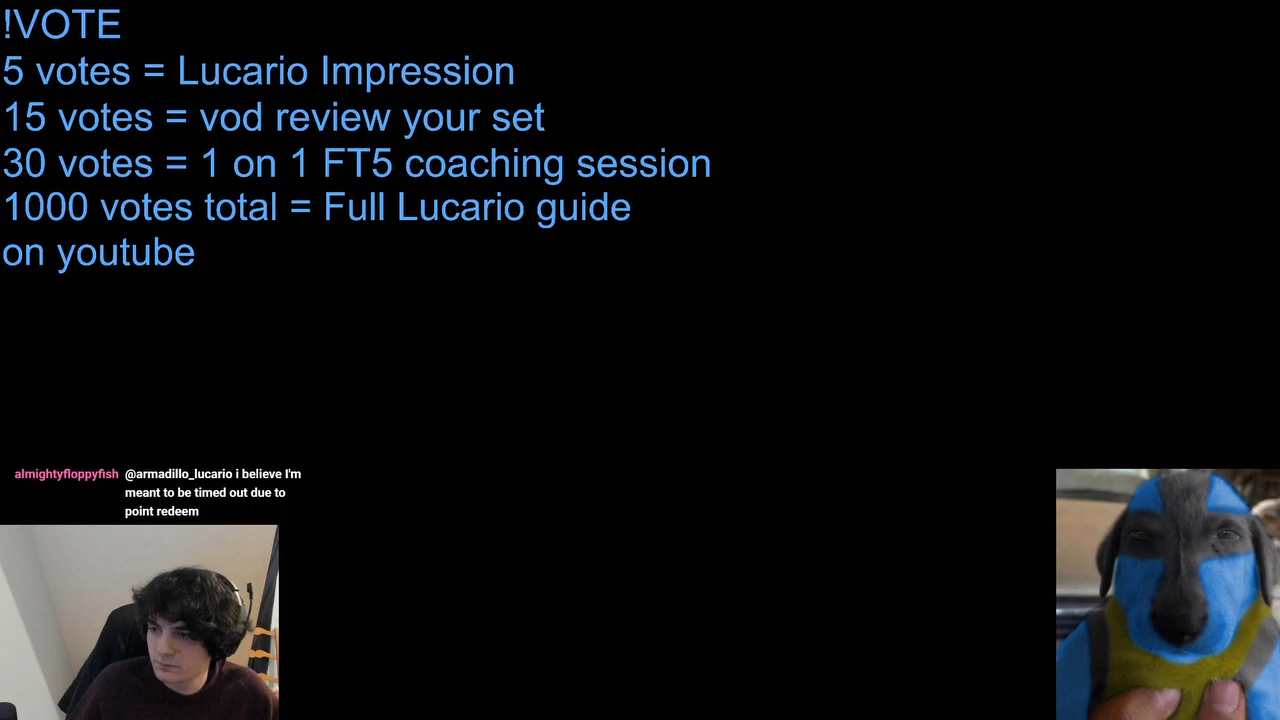 !VOTE
5 votes = Lucario Impression
15 votes = vod review your set
30 votes = 1 on 1 FT5 coaching session
1000 votes total = Full Lucario guide
on youtube
almightyfloppyfish @armadillo_lucario i believe I'm
meant to be timed out due to
point redeem